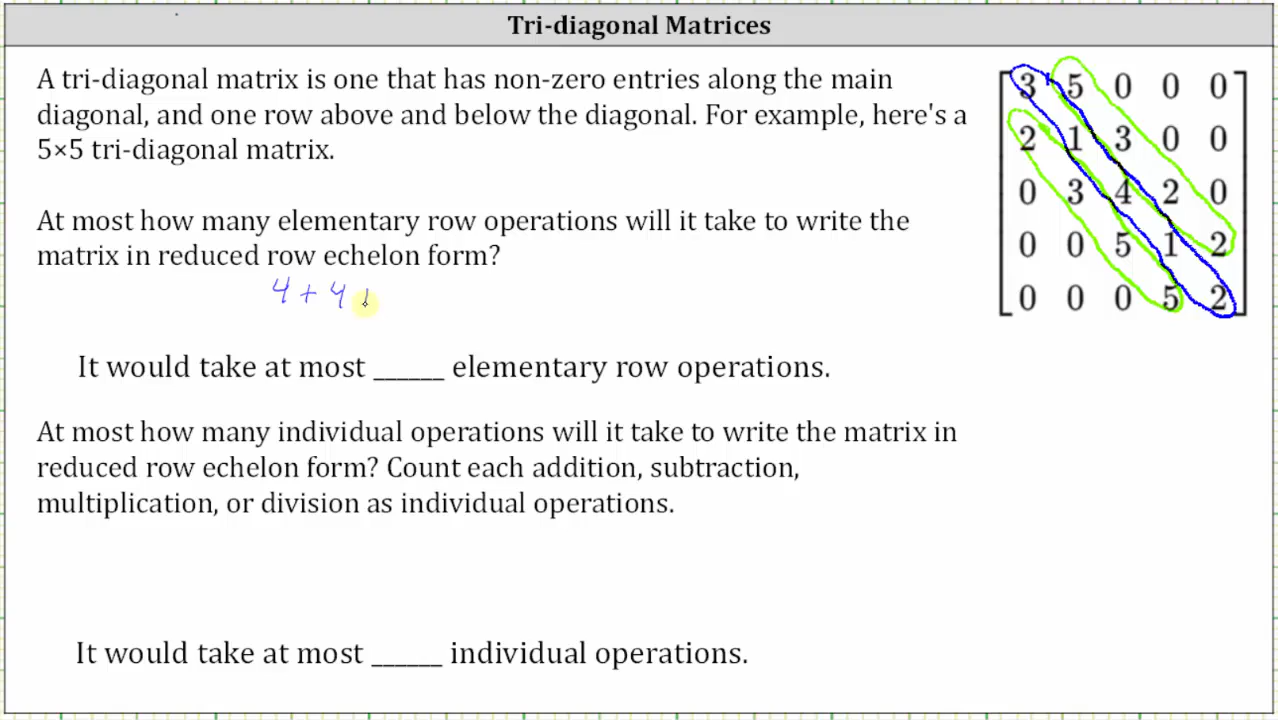 Tri-diagonal Matrices
A tri-diagonal matrix is one that has non-zero entries along the main
diagonal, and one row above and below the diagonal. For example, here's a
5×5 tri-diagonal matrix.
3 5 0 0 0
2 1 3 0 0
0 3 4 2 0
0 0 5 1 2
0 0 0 5 2
At most how many elementary row operations will it take to write the
matrix in reduced row echelon form?
4 + 4
It would take at most ______ elementary row operations.
At most how many individual operations will it take to write the matrix in
reduced row echelon form? Count each addition, subtraction,
multiplication, or division as individual operations.
It would take at most ______ individual operations.